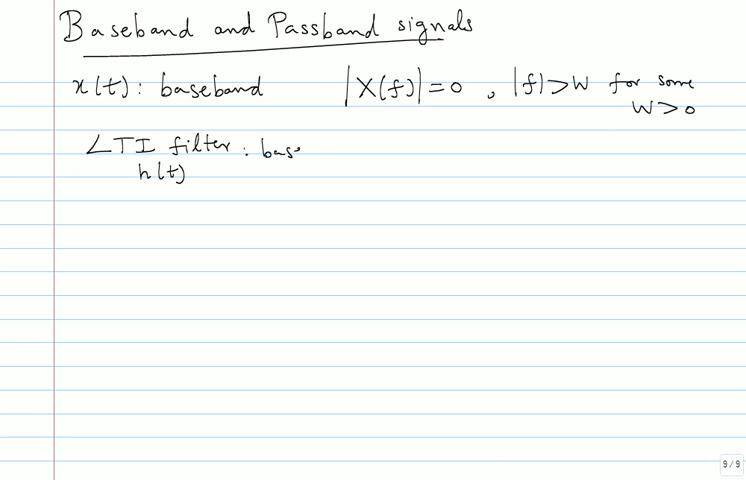 Baseband and Passband signals
x(t) : baseband |X(f)| = 0 , |f| > W for some
W > 0
LTI filter : bas
h(t)
9/9